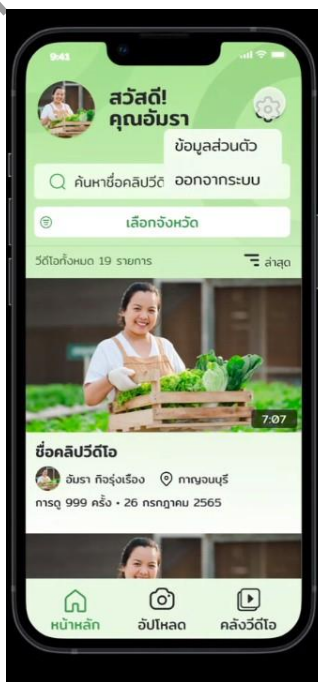 9:41
สวัสดี!
คุณอัมรา
ข้อมูลส่วนตัว
ค้นหาชื่อคลิปวีดี
ออกจากระบบ
เลือกจังหวัด
วีดีโอทั้งหมด 19 รายการ
ล่าสุด
7:07
ชื่อคลิปวีดีโอ
อัมรา กิจรุ่งเรือง
กาญจนบุรี
การดู 999 ครั้ง • 26 กรกฎาคม 2565
หน้าหลัก
อัปโหลด
คลังวีดีโอ